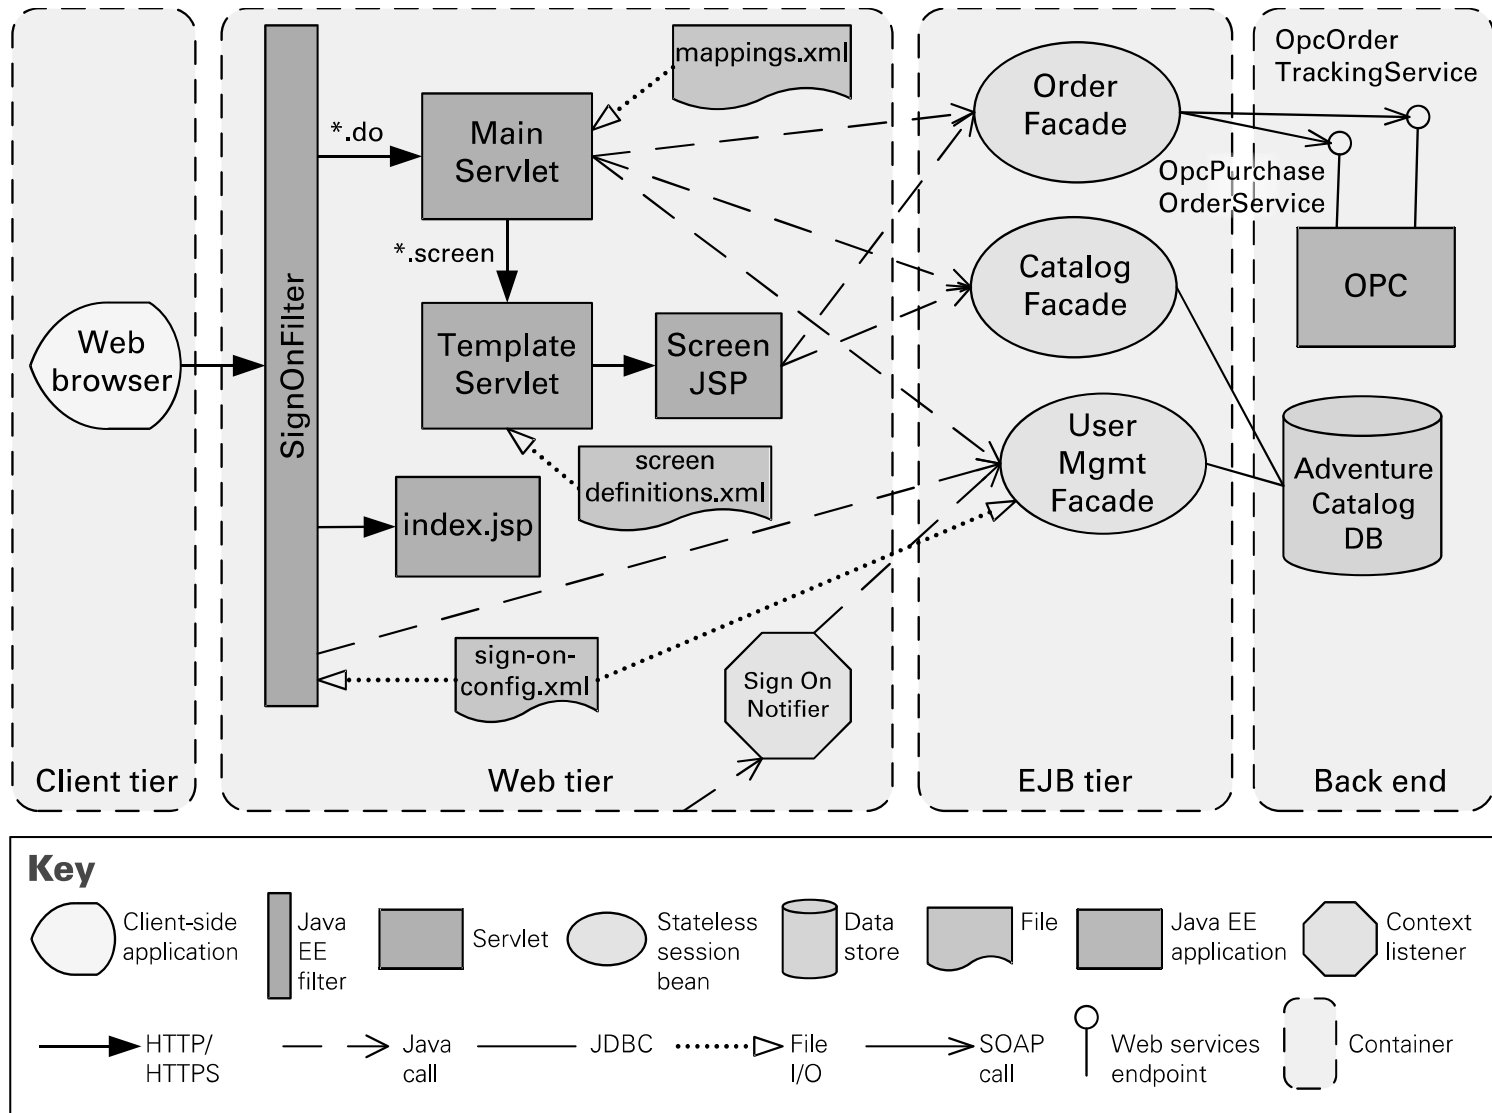 mappings.xml
Order
Facade
OpcOrder
TrackingService
*.do
Main
Servlet
OpcPurchase
OrderService
*.screen
Catalog
Facade
OPC
Web
browser
SignOnFilter
Template
Servlet
Screen
JSP
User
Mgmt
Facade
Adventure
Catalog
DB
screen
definitions.xml
index.jsp
sign-on-
config.xml
Sign On
Notifier
Client tier
Web tier
EJB tier
Back end
Key
Client-side
application
Java
EE
filter
Servlet
Stateless
session
bean
Data
store
File
Java EE
application
Context
listener
HTTP/
HTTPS
Java
call
JDBC
File
I/O
SOAP
call
Web services
endpoint
Container